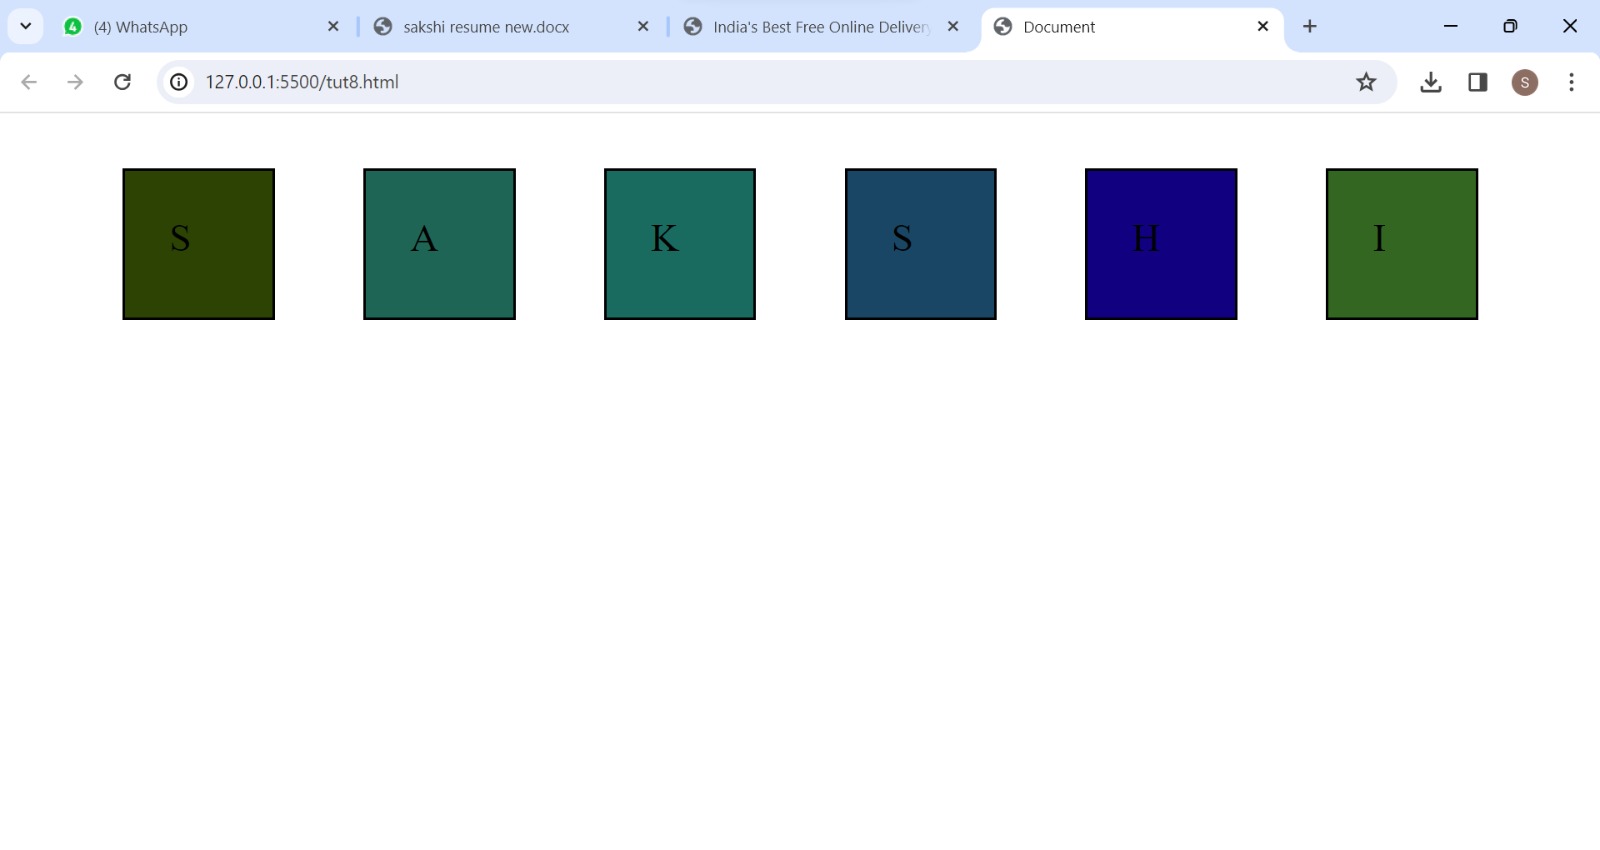 4 (4) WhatsApp sakshi resume new.docx India's Best Free Online Delivery Document
127.0.0.1:5500/tut8.html S
S A K S H I